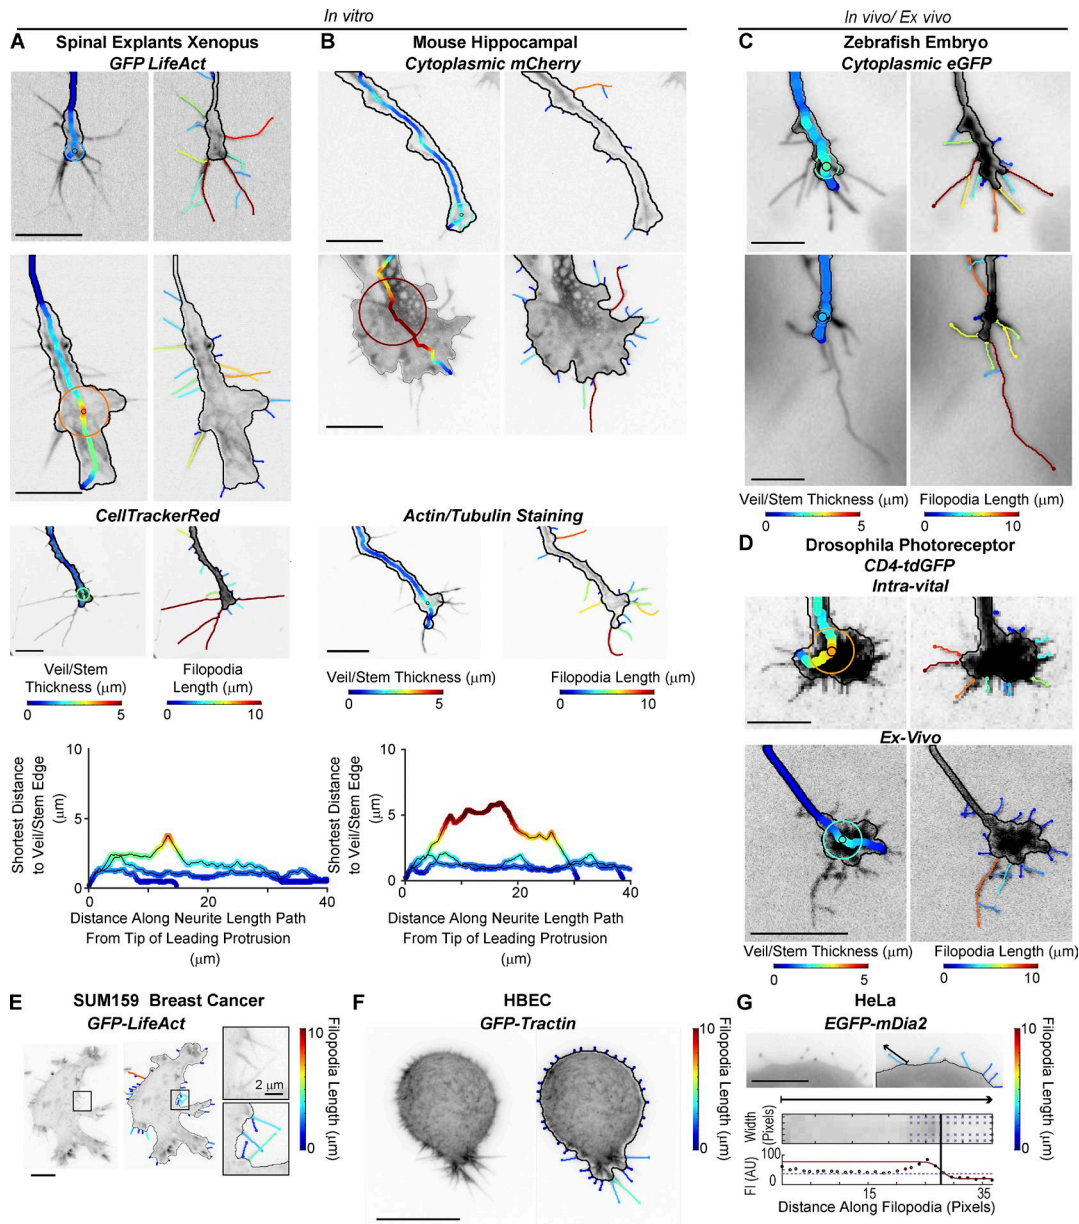 In vitro
In vivo/ Ex vivo
A
Spinal Explants Xenopus
GFP LifeAct
B
Mouse Hippocampal
Cytoplasmic mCherry
C
Zebrafish Embryo
Cytoplasmic eGFP
CellTrackerRed
Actin/Tubulin Staining
Veil/Stem Thickness (μm)
0 5
Filopodia Length (μm)
0 10
D
Drosophila Photoreceptor
CD4-tdGFP
Intra-vital
Veil/Stem
Thickness (μm)
0 5
Filopodia
Length (μm)
0 10
Veil/Stem Thickness (μm)
0 5
Filopodia Length (μm)
0 10
Ex-Vivo
Shortest Distance
to Veil/Stem Edge
(μm)
10
5
0
0 20 40
Distance Along Neurite Length Path
From Tip of Leading Protrusion
(μm)
Shortest Distance
to Veil/Stem Edge
(μm)
10
5
0
0 20 40
Distance Along Neurite Length Path
From Tip of Leading Protrusion
(μm)
Veil/Stem Thickness (μm)
0 5
Filopodia Length (μm)
0 10
E
SUM159 Breast Cancer
GFP-LifeAct
2 μm
10
0
Filopodia Length (μm)
F
HBEC
GFP-Tractin
10
0
Filopodia Length (μm)
G
HeLa
EGFP-mDia2
10
0
Filopodia Length (μm)
Width
(Pixels)
FI (AU)
100
0
15 35
Distance Along Filopodia (Pixels)